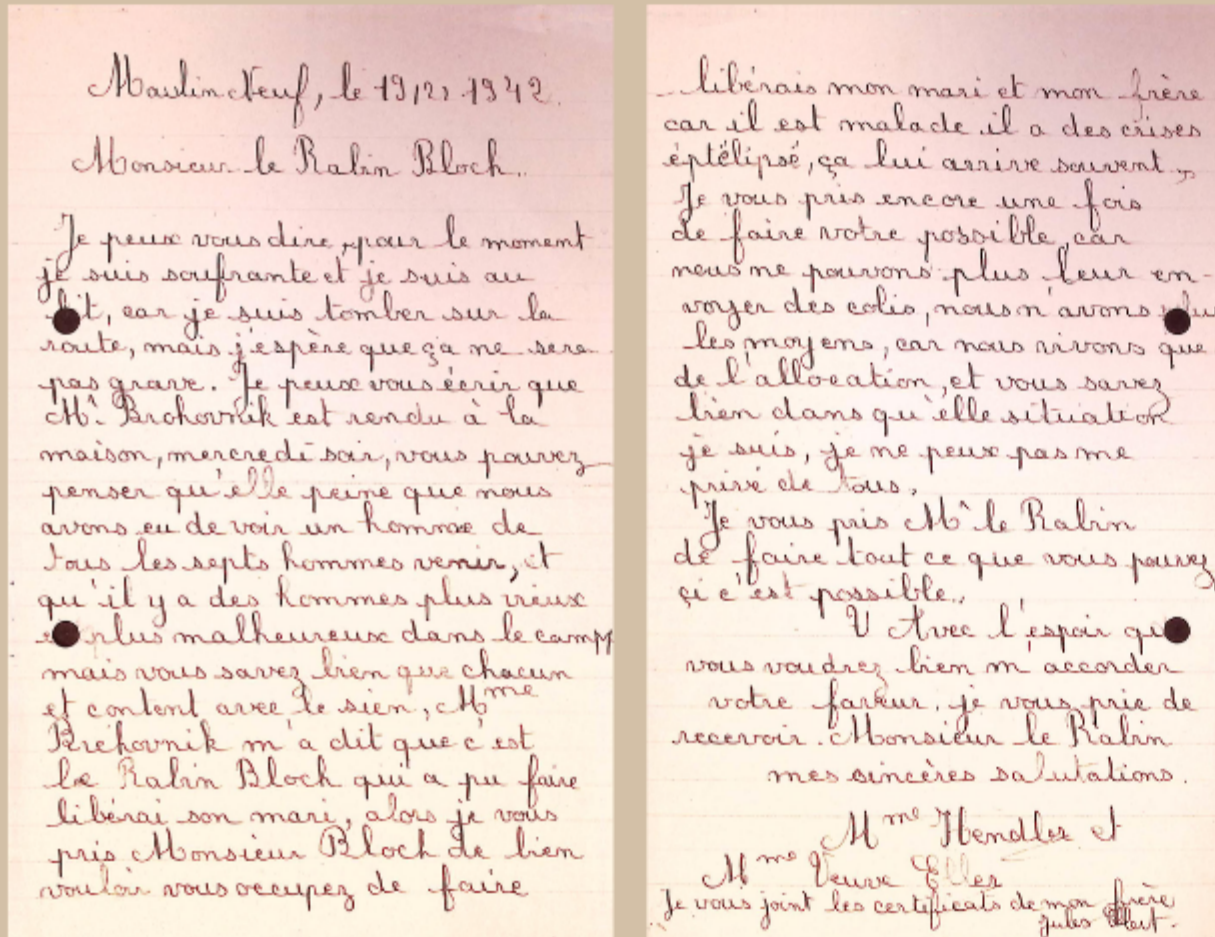 Moulin Neuf, le 19/2/1942.
Monsieur le Rabin Bloch.
Je peux vous dire, pour le moment
je suis soufrante et je suis au
lit, car je suis tomber sur la
route, mais j'espère que ça ne sera
pas grave. Je peux vous écrir que
Mr. Brohovnik est rendu à la
maison, mercredi soir, vous pouvez
penser qu'elle peine que nous
avons eu de voir un homme de
tous les septs hommes venir, et
qu'il y a des hommes plus vieux
et plus malheureux dans le camp
mais vous savez bien que chacun
et content avec le sien, Mme
Bréhovnik m'a dit que c'est
le Rabin Bloch qui a pu faire
libérai son mari, alors je vous
pris Monsieur Bloch de bien
vouloir vous occupez de faire
libérais mon mari et mon frère
car il est malade il a des crises
éptélipsé, ça lui arrive souvent,
Je vous pris encore une fois
de faire votre possible, car
nous ne pouvons plus leur en-
voyer des colis, nous n'avons plus
les moyens, car nous vivons que
de l'allocation, et vous savez
bien dans qu'elle situation
je suis, je ne peux pas me
privé de tous,
Je vous pris Mr le Rabin
de faire tout ce que vous pouvez
çi c'est possible.
Avec l'espoir que
vous voudrez bien m'accorder
votre faveur, je vous prie de
recevoir. Monsieur le Rabin
mes sincères salutations.
Mme Hendler et
Mme Veuve Eller
Je vous joint les certificats de mon frère
Jules